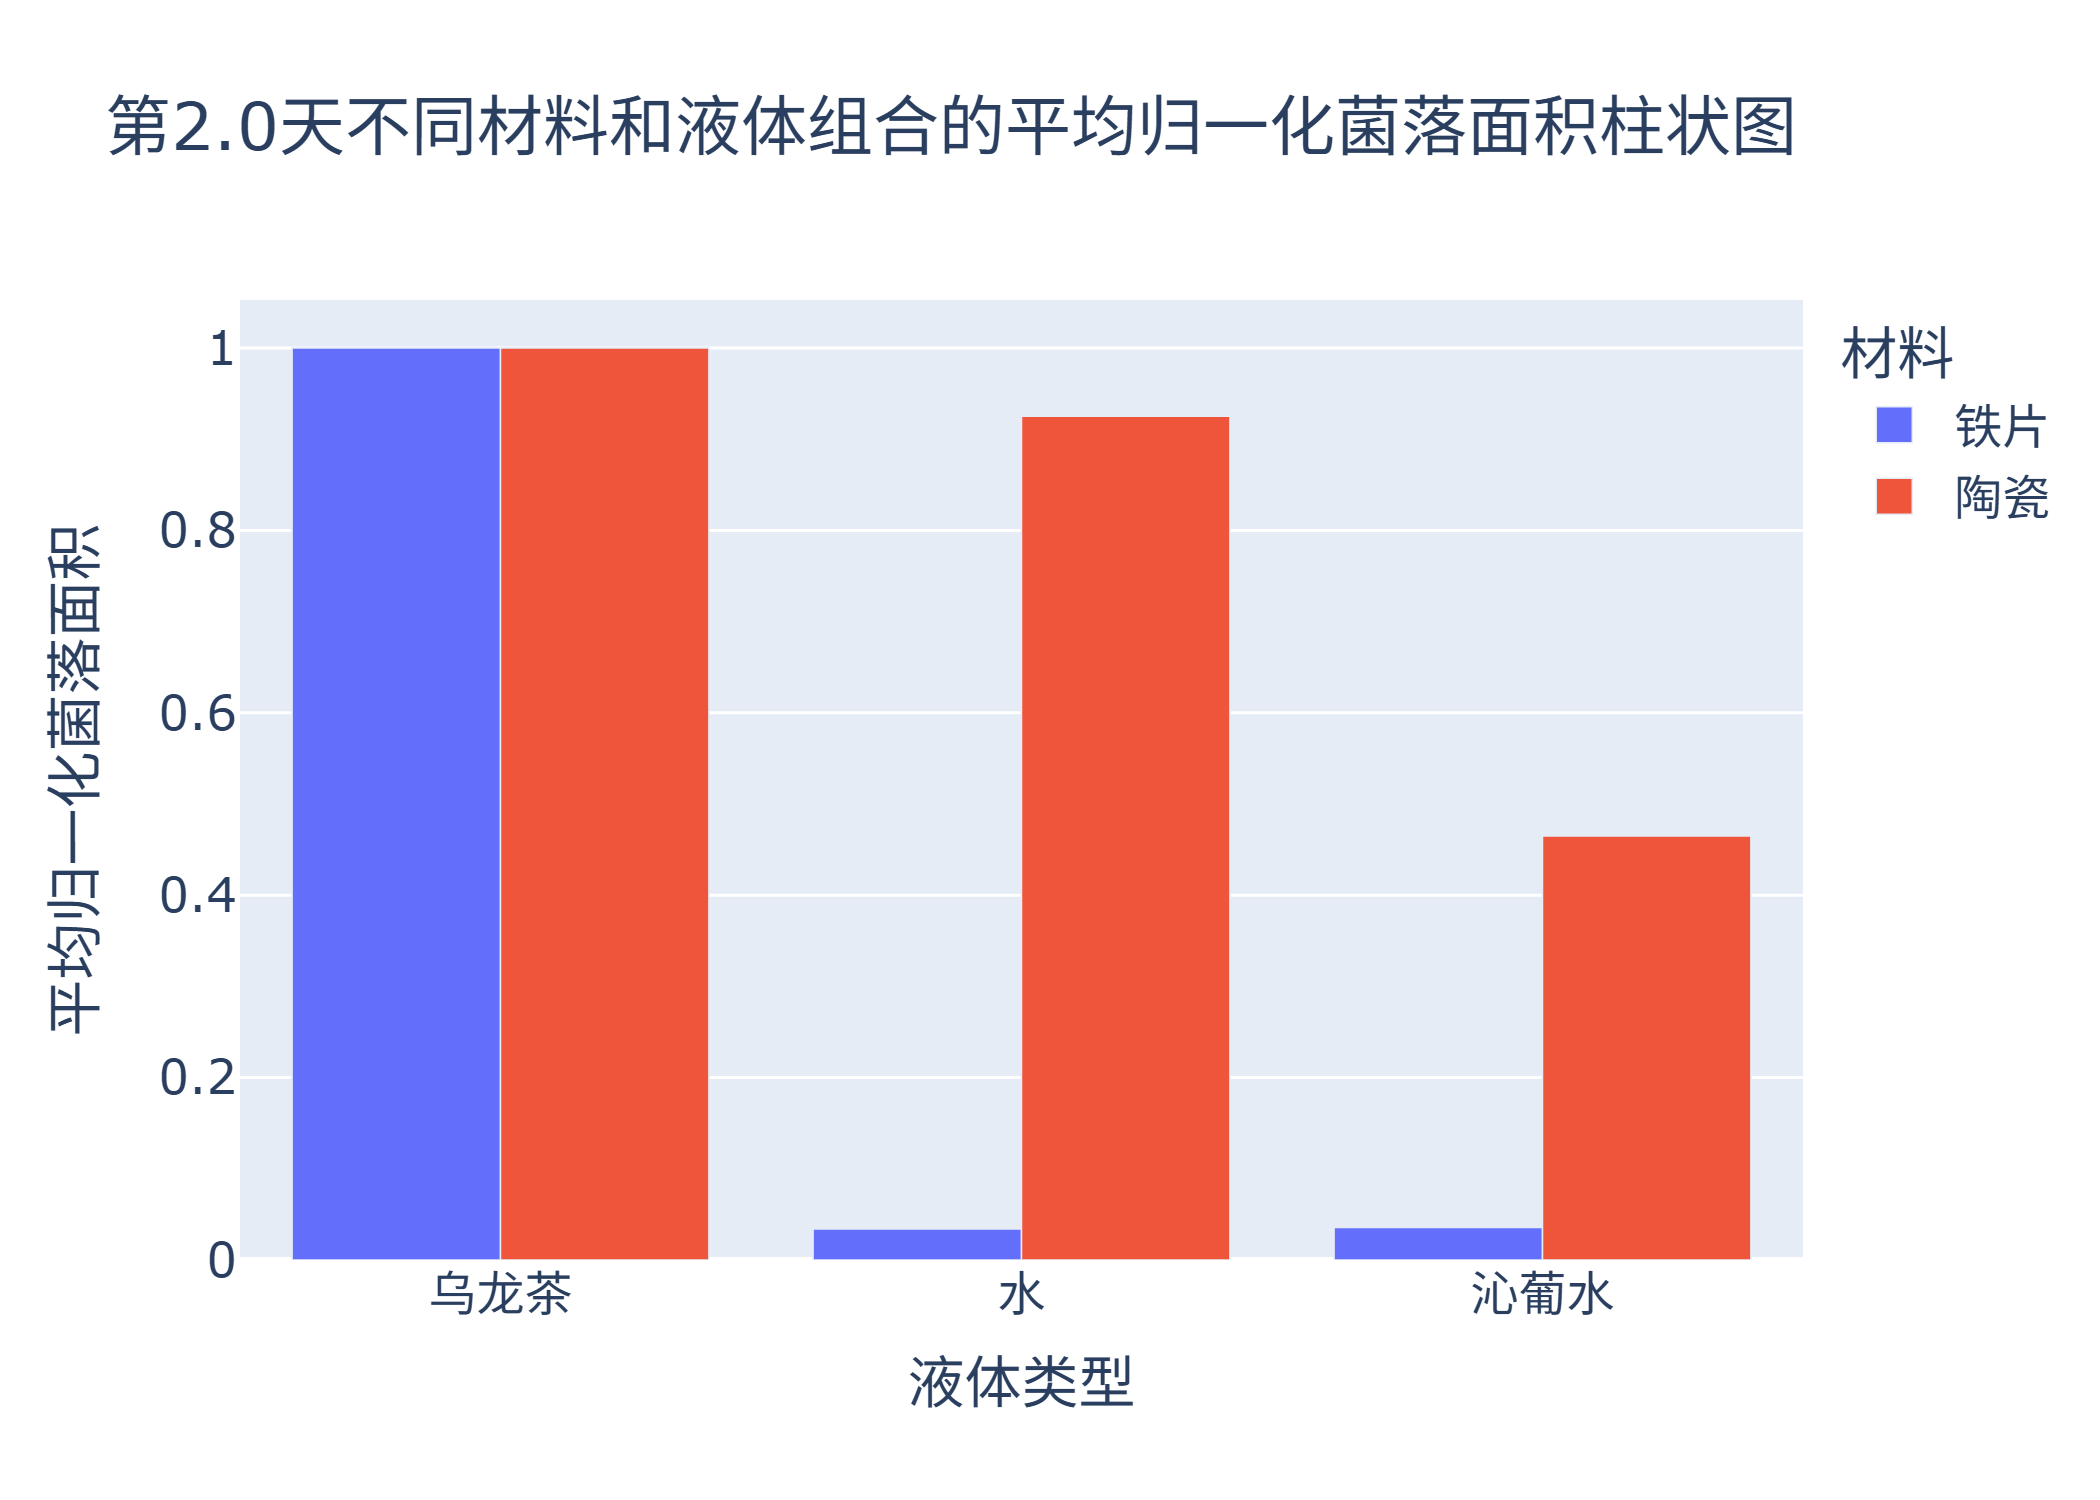 第2.0天不同材料和液体组合的平均归一化菌落面积柱状图
平均归一化菌落面积
1
0.8
0.6
0.4
0.2
0
乌龙茶
水
沁葡水
液体类型
材料
铁片
陶瓷